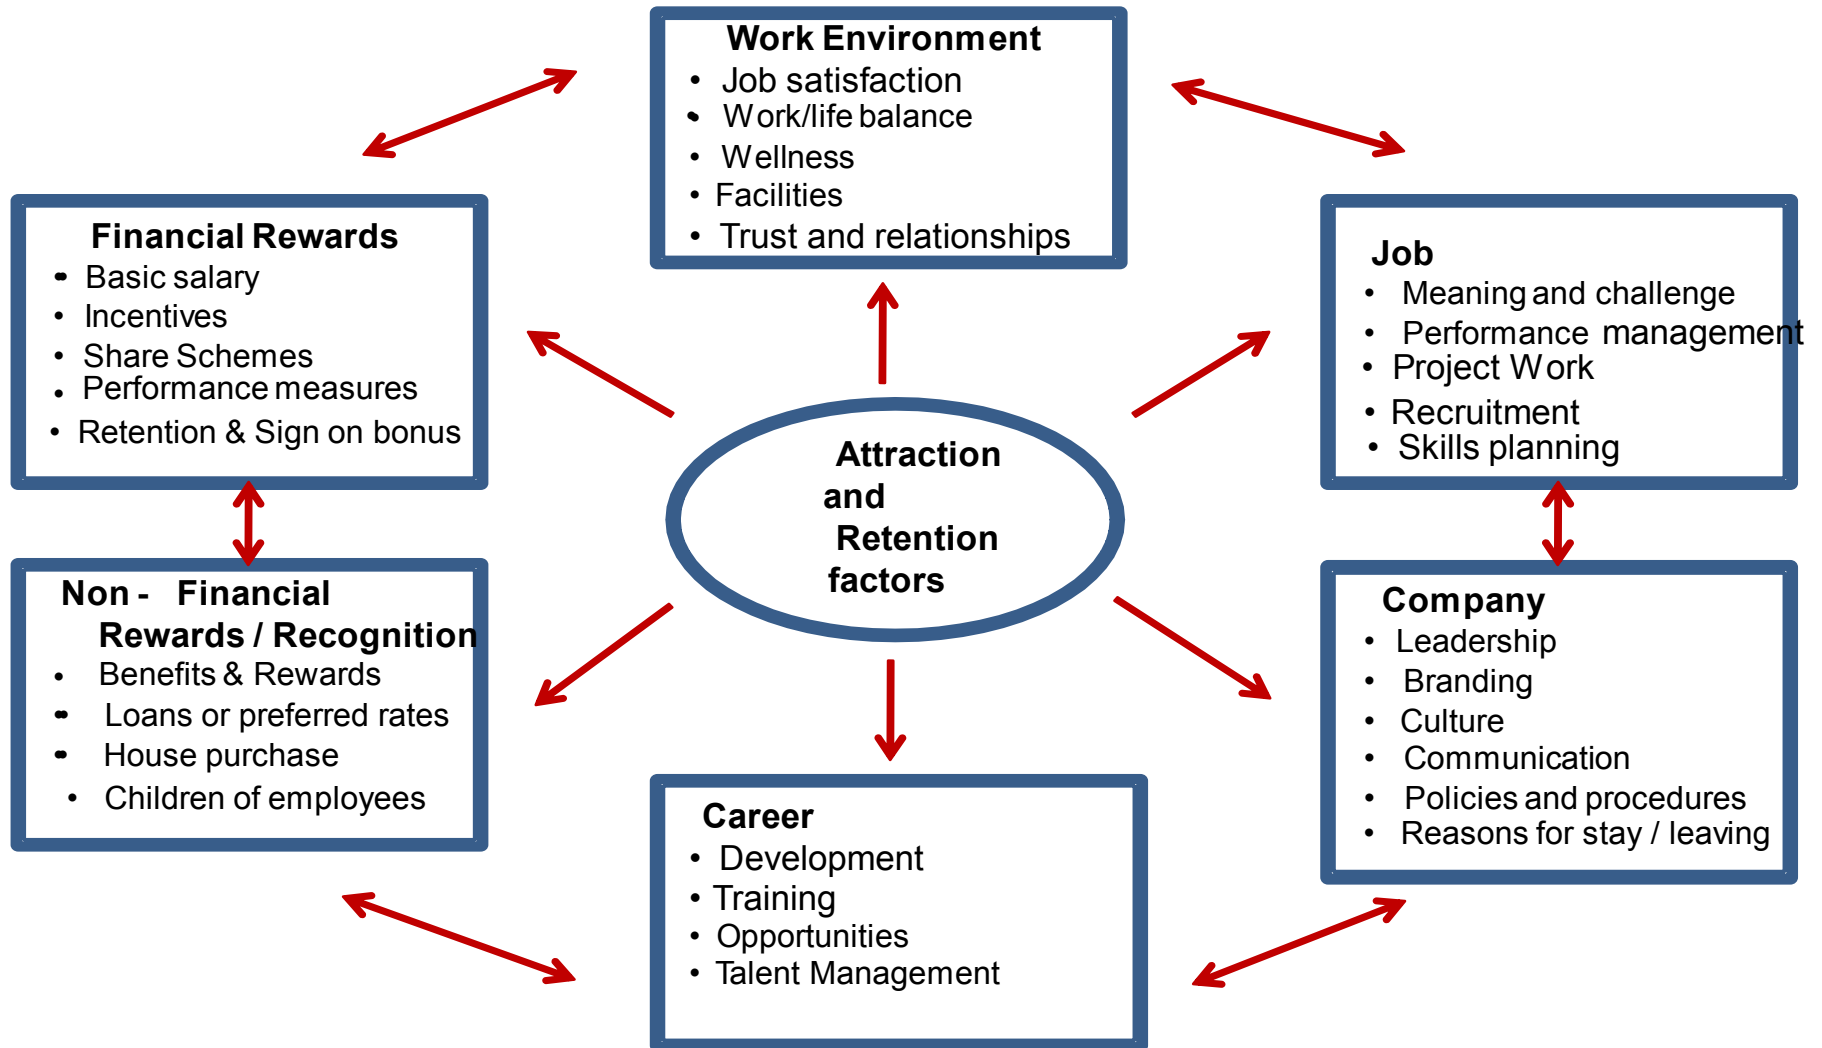 Work Environment
• Job satisfaction
• Work/life balance
• Wellness
• Facilities
• Trust and relationships
Financial Rewards
• Basic salary
• Incentives
• Share Schemes
• Performance measures
• Retention & Sign on bonus
Job
• Meaning and challenge
• Performance management
• Project Work
• Recruitment
• Skills planning
Attraction
and
Retention
factors
Non - Financial
Rewards / Recognition
• Benefits & Rewards
• Loans or preferred rates
• House purchase
• Children of employees
Company
• Leadership
• Branding
• Culture
• Communication
• Policies and procedures
• Reasons for stay / leaving
Career
• Development
• Training
• Opportunities
• Talent Management